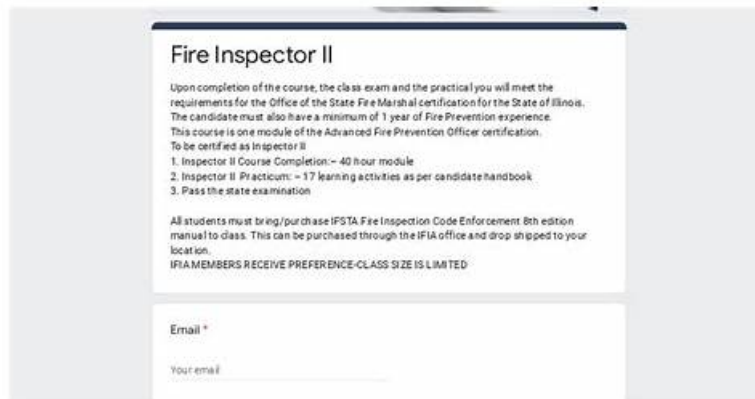 Fire Inspector II
Upon completion of the course, the class exam and the practical you will meet the
requirements for the Office of the State Fire Marshal certification for the State of Illinois.
The candidate must also have a minimum of 1 year of Fire Prevention experience.
This course is one module of the Advanced Fire Prevention Officer certification.
To be certified as Inspector II
1. Inspector II Course Completion:– 40 hour module
2. Inspector II Practicum: – 17 learning activities as per candidate handbook
3. Pass the state examination
All students must bring/purchase IFSTA Fire Inspection Code Enforcement 8th edition
manual to class. This can be purchased through the IFIA office and drop shipped to your
location.
IFIA MEMBERS RECEIVE PREFERENCE-CLASS SIZE IS LIMITED
Email *
Your email